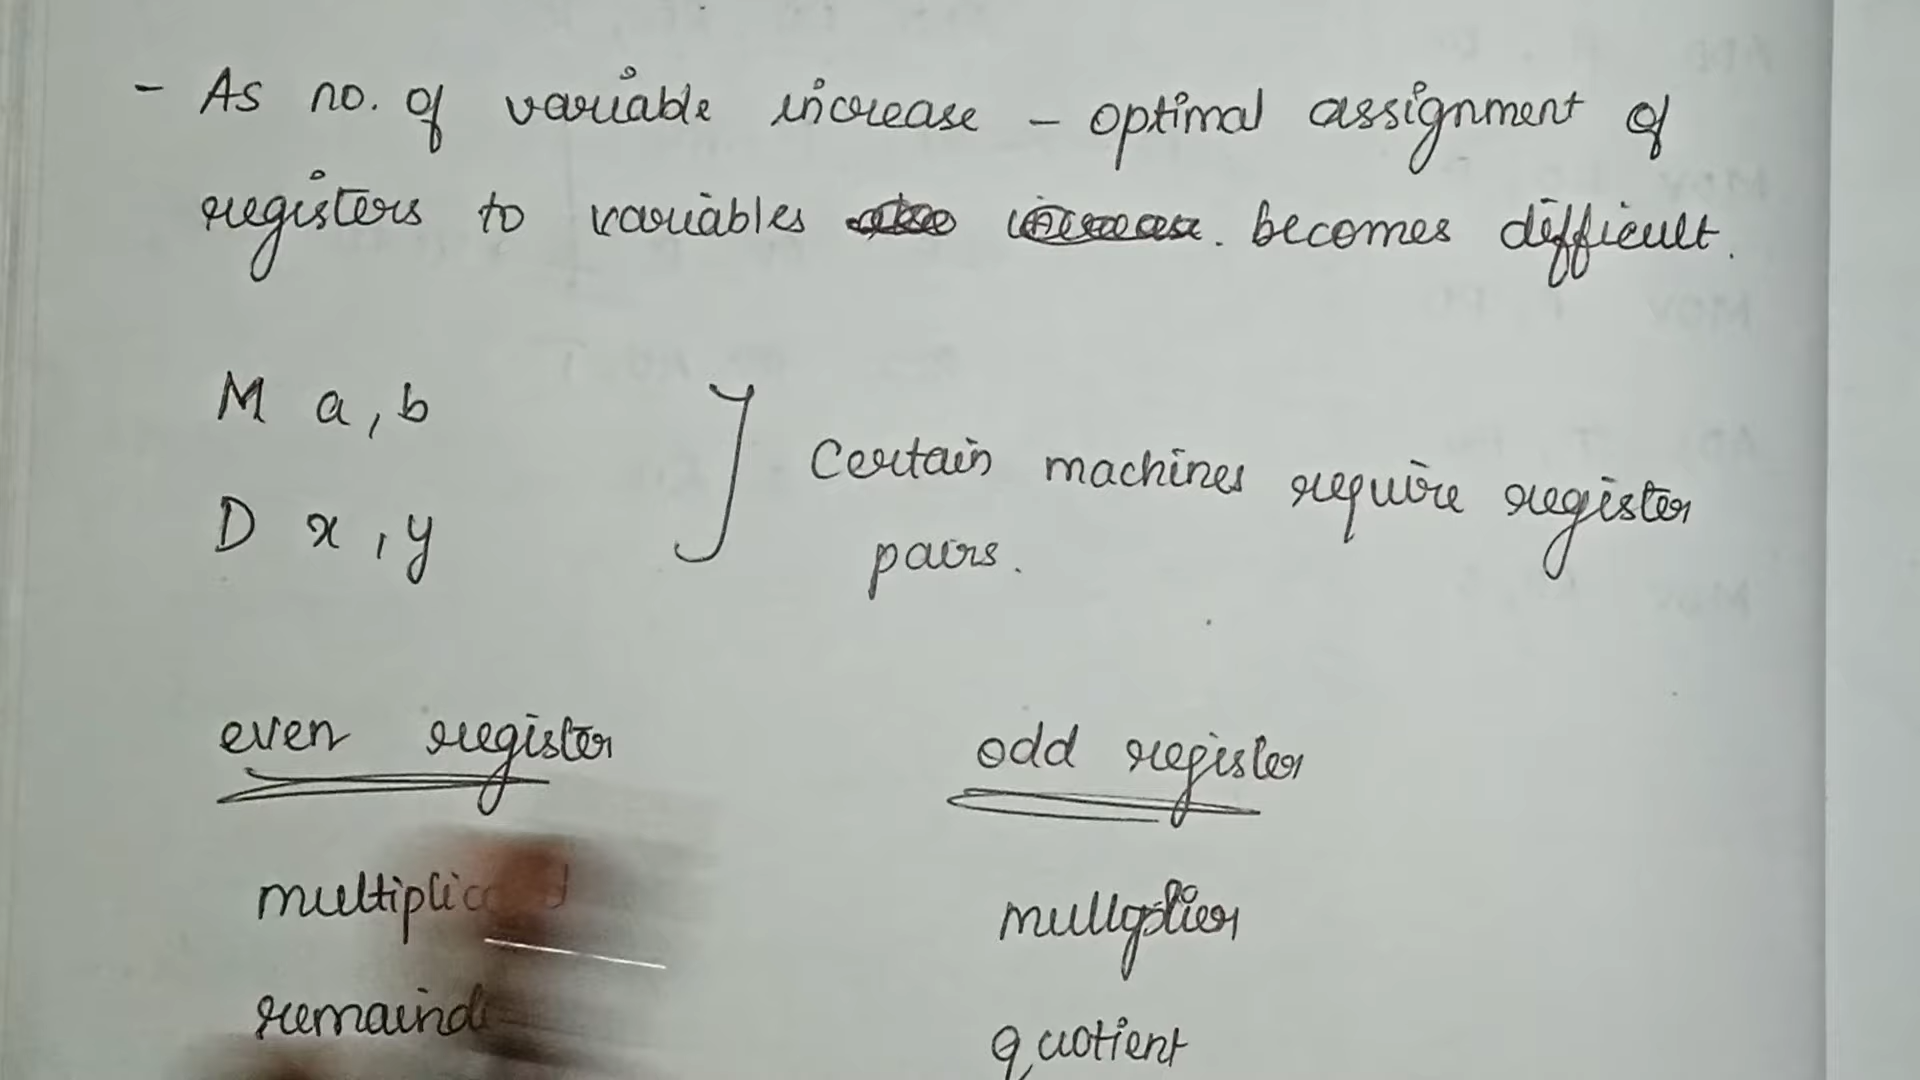 - As no. of variable increase - optimal assignment of
registers to variables becomes difficult.
M a, b
D x, y
Certain machines require register
pairs.
even register
odd register
multiplier
quotient